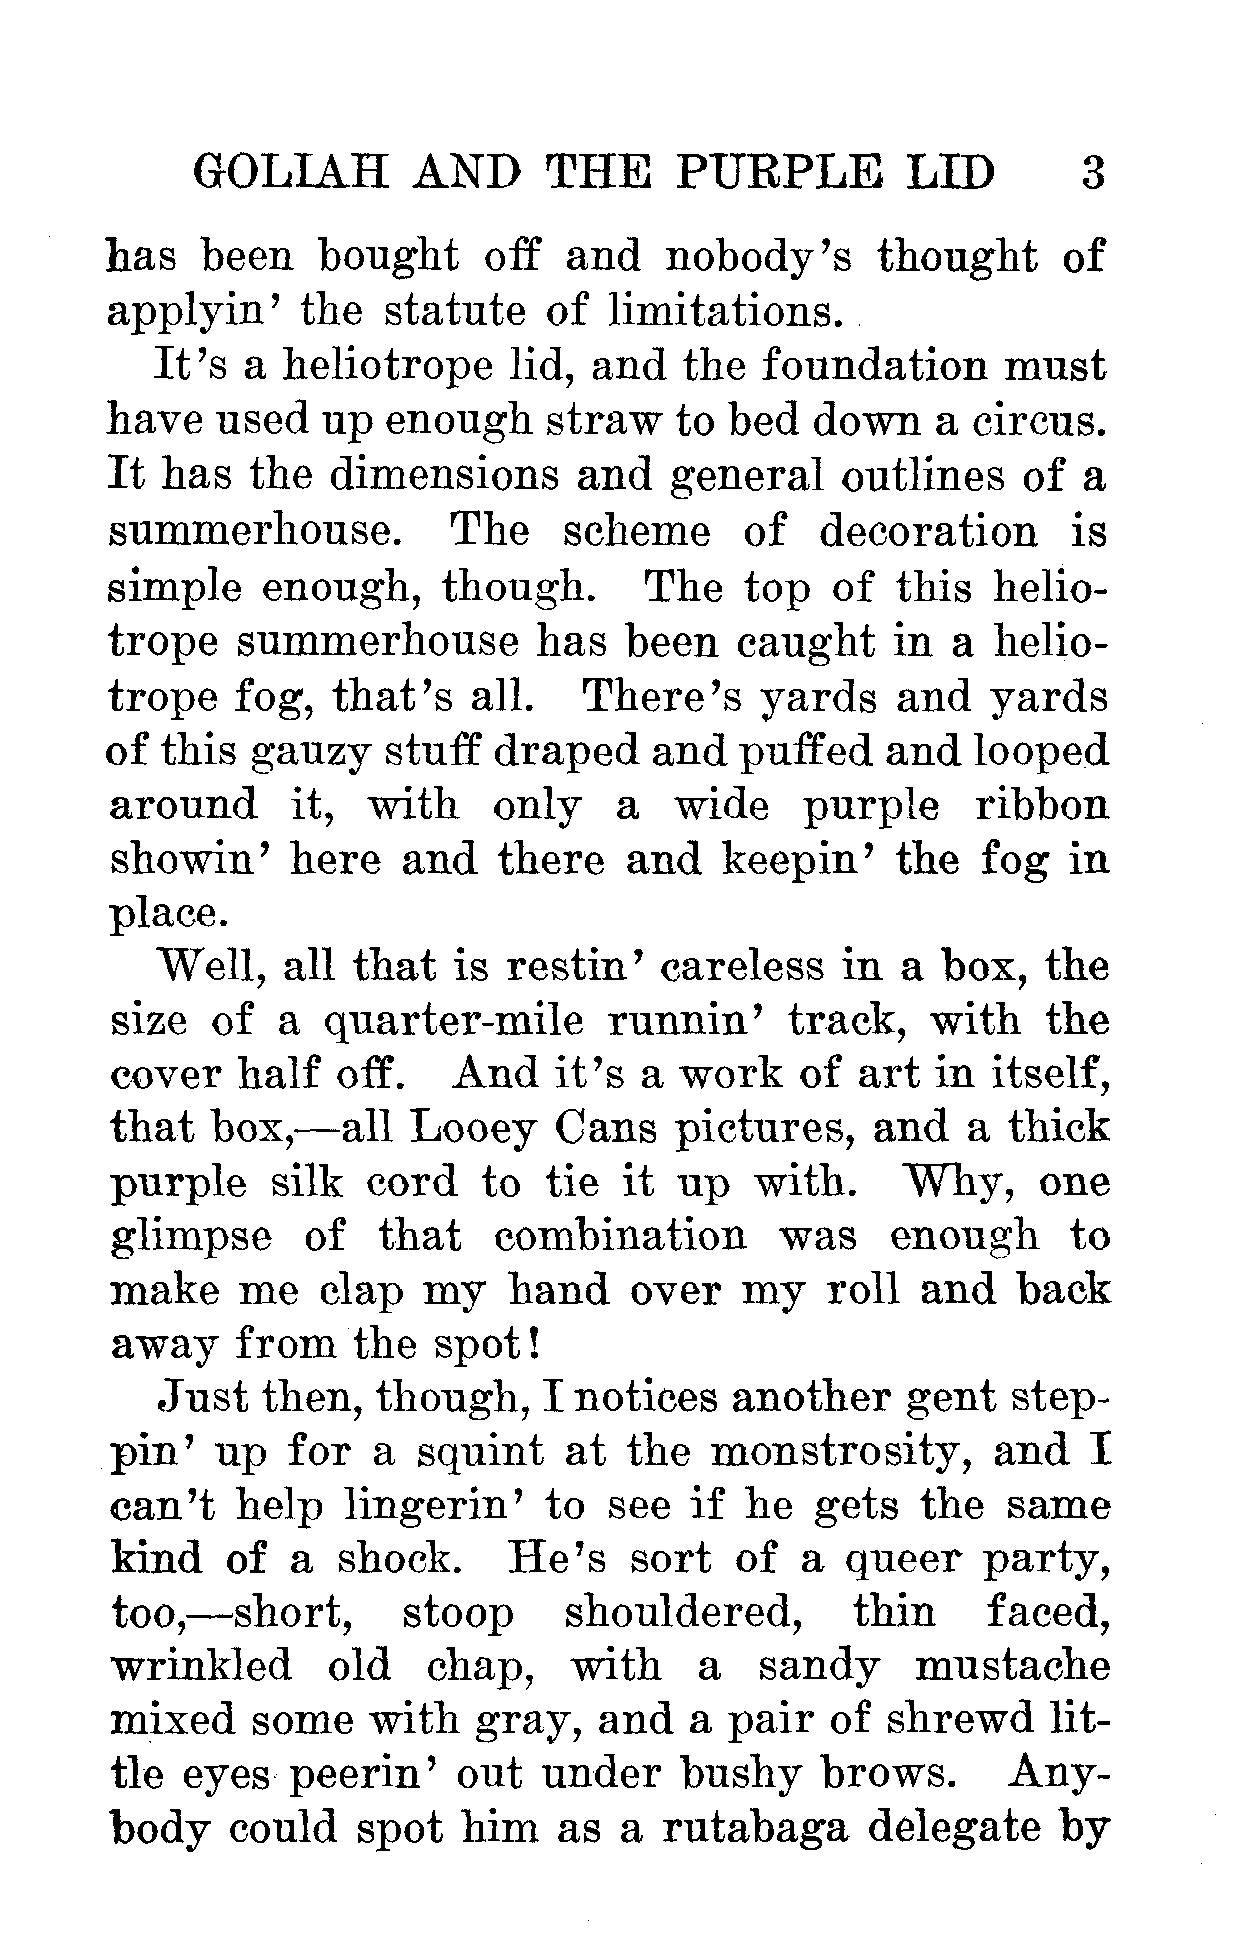 GOLIAH AND THE PURPLE LID 3
has been bought off and nobody's thought of
applyin' the statute of limitations.
It's a heliotrope lid, and the foundation must
have used up enough straw to bed down a circus.
It has the dimensions and general outlines of a
summerhouse. The scheme of decoration is
simple enough, though. The top of this helio-
trope summerhouse has been caught in a helio-
trope fog, that's all. There's yards and yards
of this gauzy stuff draped and puffed and looped
around it, with only a wide purple ribbon
showin' here and there and keepin' the fog in
place.
Well, all that is restin' careless in a box, the
size of a quarter-mile runnin' track, with the
cover half off. And it's a work of art in itself,
that box,—all Looey Cans pictures, and a thick
purple silk cord to tie it up with. Why, one
glimpse of that combination was enough to
make me clap my hand over my roll and back
away from the spot!
Just then, though, I notices another gent step-
pin' up for a squint at the monstrosity, and I
can't help lingerin' to see if he gets the same
kind of a shock. He's sort of a queer party,
too,—short, stoop shouldered, thin faced,
wrinkled old chap, with a sandy mustache
mixed some with gray, and a pair of shrewd lit-
tle eyes peerin' out under bushy brows. Any-
body could spot him as a rutabaga delegate by